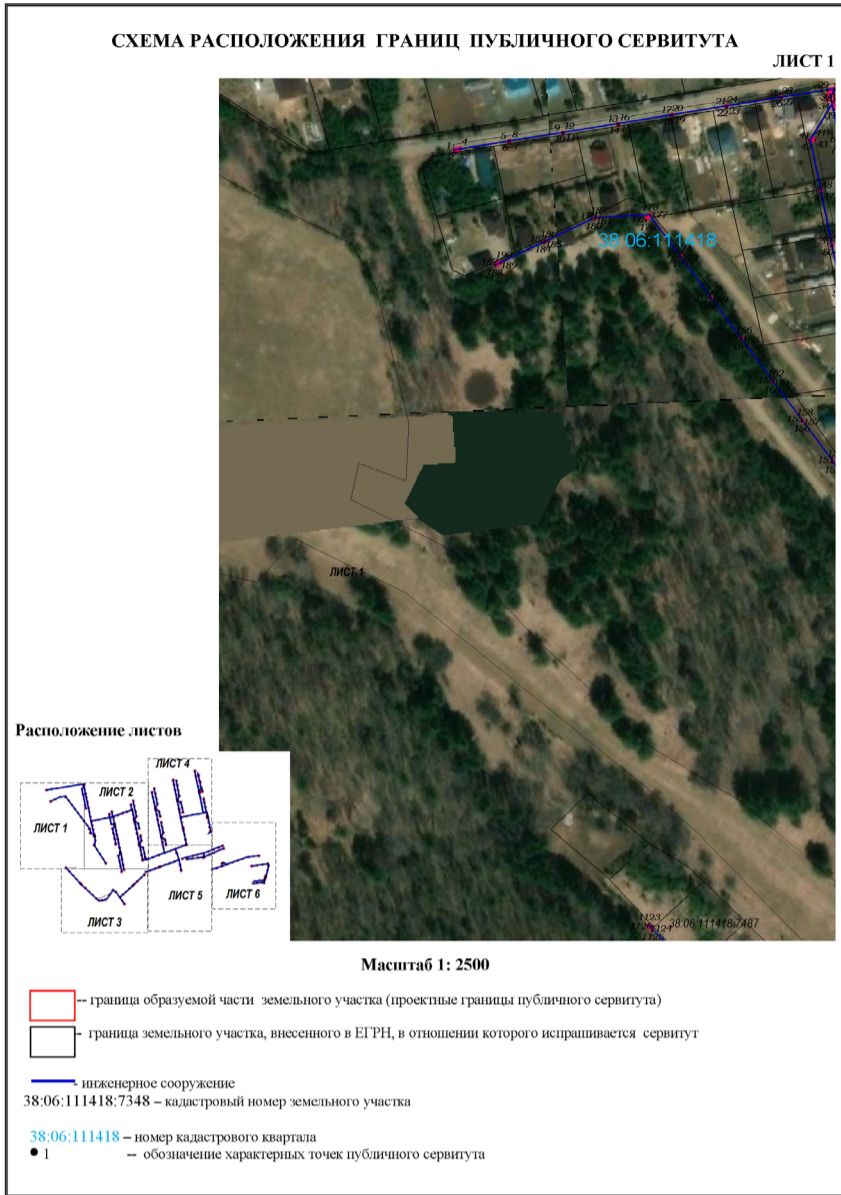 СХЕМА РАСПОЛОЖЕНИЯ ГРАНИЦ ПУБЛИЧНОГО СЕРВИТУТА
ЛИСТ 1
38:06:111418
ЛИСТ 1
1123
1124
38:06:111418:7487
Расположение листов
ЛИСТ 4
ЛИСТ 2
ЛИСТ 1
ЛИСТ 5
ЛИСТ 6
ЛИСТ 3
Масштаб 1: 2500
-- граница образуемой части земельного участка (проектные границы публичного сервитута)
- граница земельного участка, внесенного в ЕГРН, в отношении которого испрашивается сервитут
- инженерное сооружение
38:06:111418:7348 – кадастровый номер земельного участка
38:06:111418 – номер кадастрового квартала
1 -- обозначение характерных точек публичного сервитута